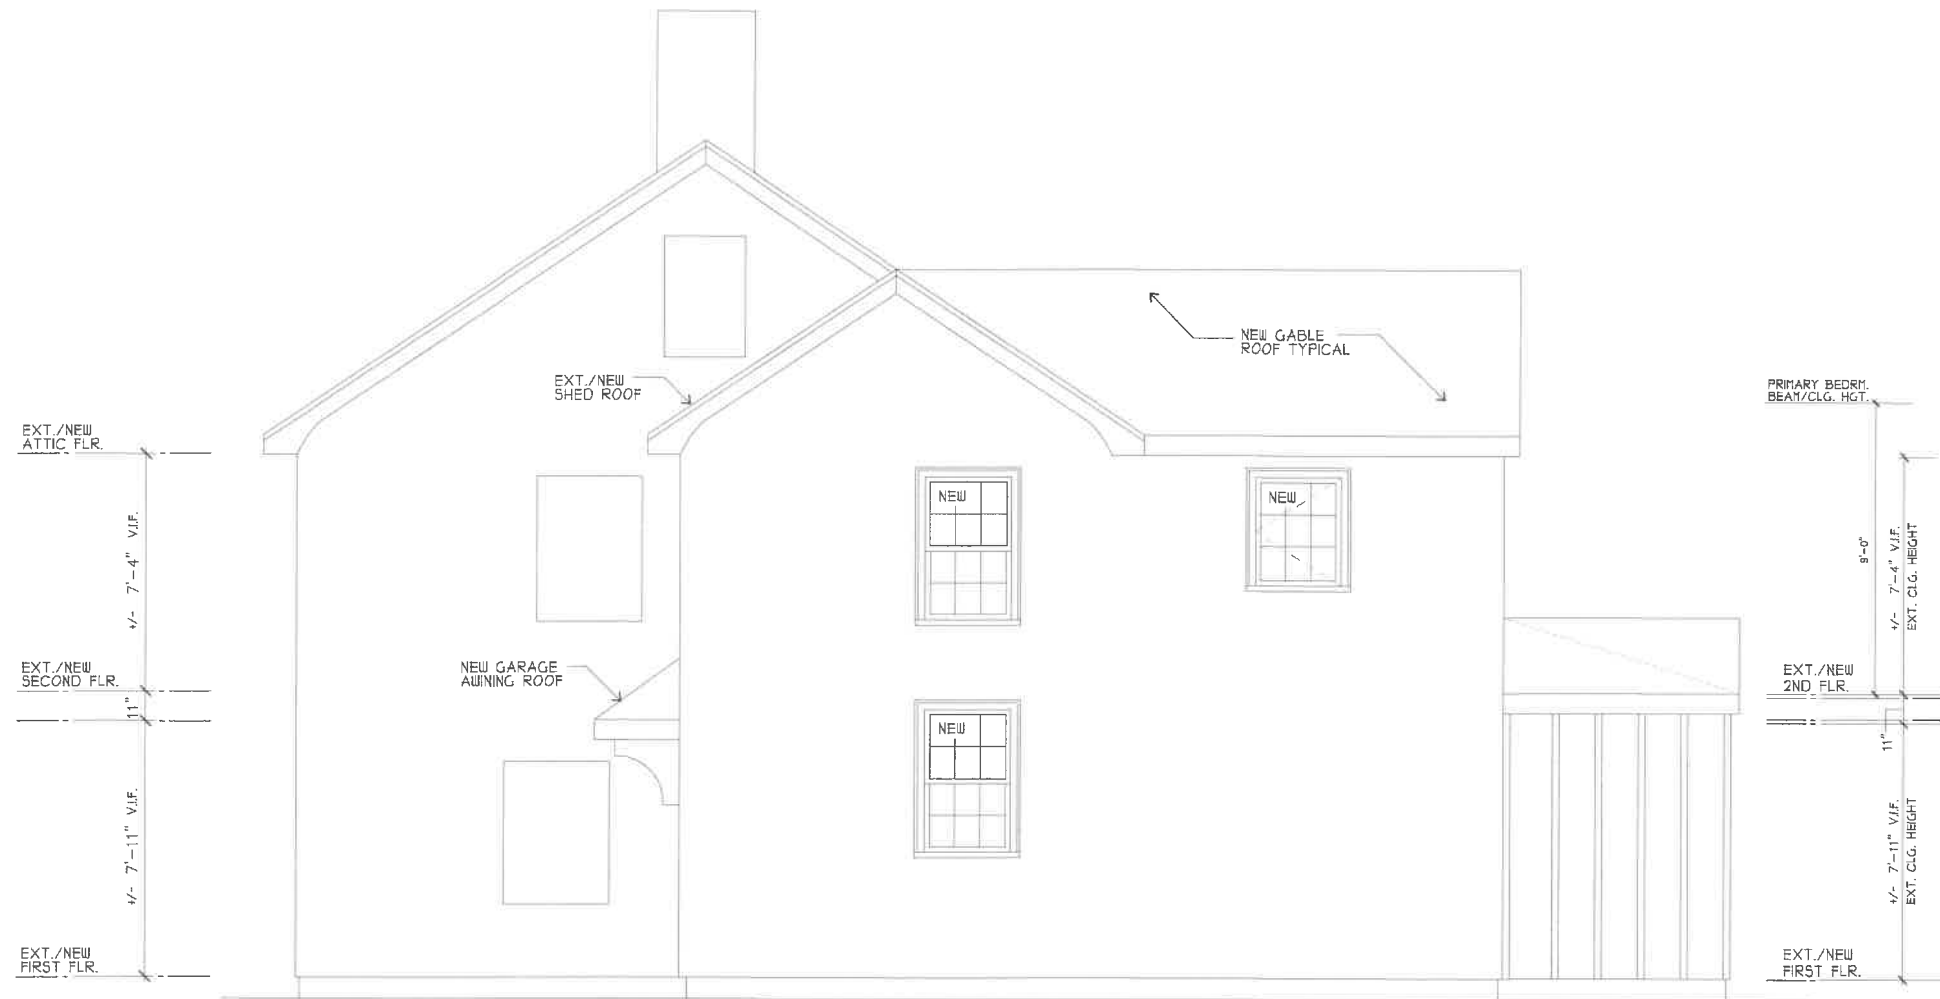 NEW GABLE
ROOF TYPICAL
EXT./NEW
SHED ROOF
PRIMARY BEDRM.
BEAM/CLG. HGT.
EXT./NEW
ATTIC FLR.
NEW
NEW
+/- 7'-4" V.I.F.
9'-0"
+/- 7'-4" V.I.F.
EXT. CLG. HEIGHT
EXT./NEW
SECOND FLR.
NEW GARAGE
AWINING ROOF
EXT./NEW
2ND FLR.
11"
NEW
11"
+/- 7'-11" V.I.F.
+/- 7'-11" V.I.F.
EXT. CLG. HEIGHT
EXT./NEW
FIRST FLR.
EXT./NEW
FIRST FLR.